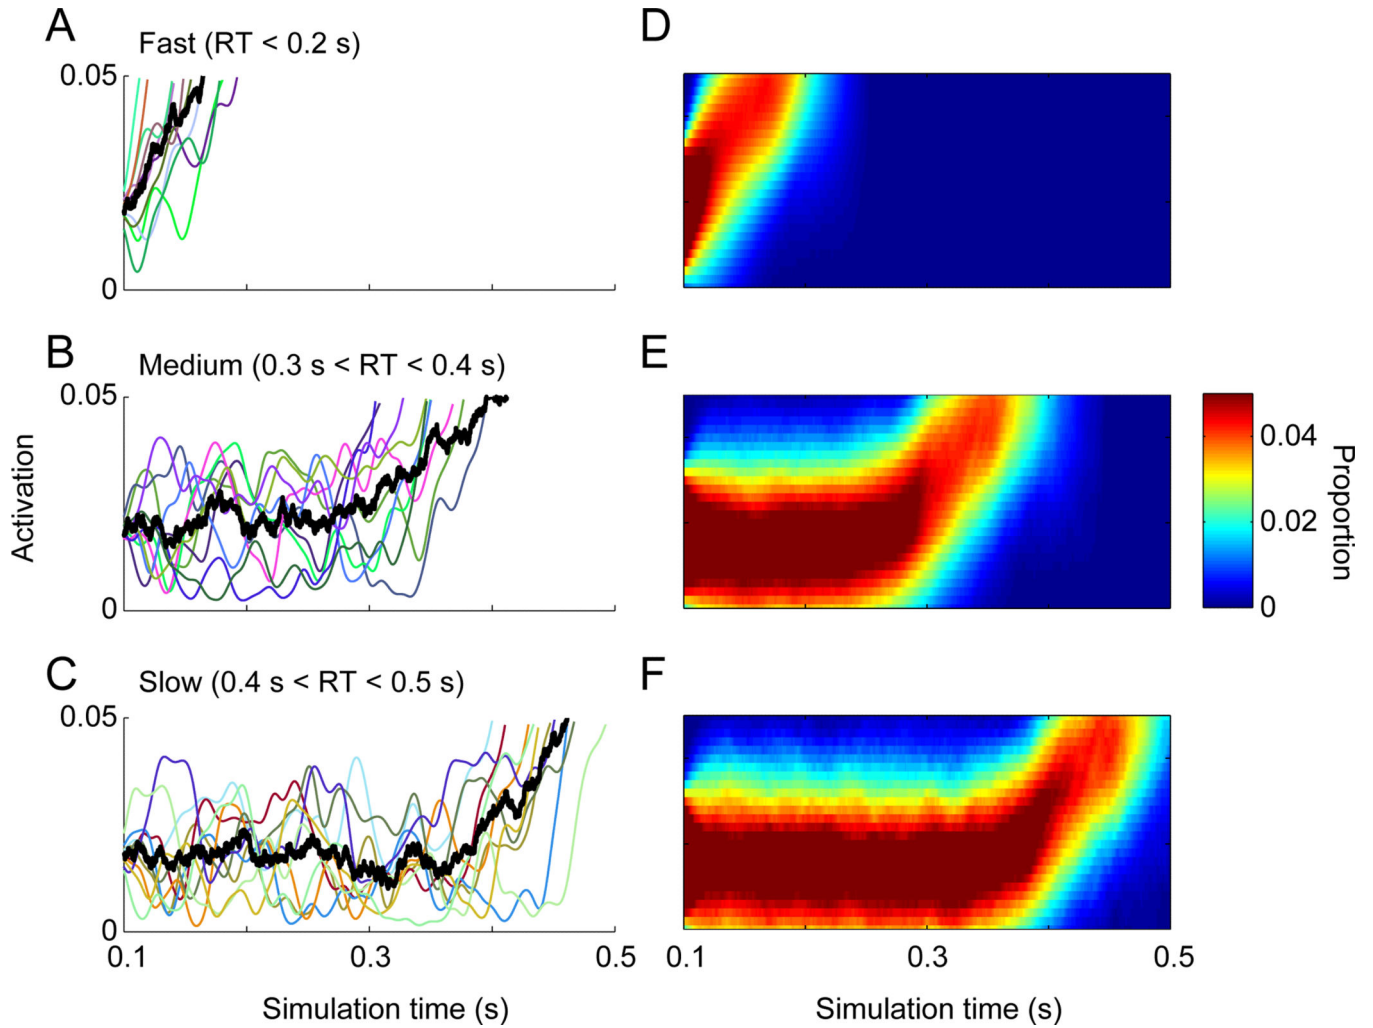 A
Fast (RT < 0.2 s)
0.05
0
D
B
Medium (0.3 s < RT < 0.4 s)
0.05
Activation
0
E
0.04
0.02
0
Proportion
C
Slow (0.4 s < RT < 0.5 s)
0.05
0
0.1 0.3 0.5
Simulation time (s)
F
0.1 0.3 0.5
Simulation time (s)